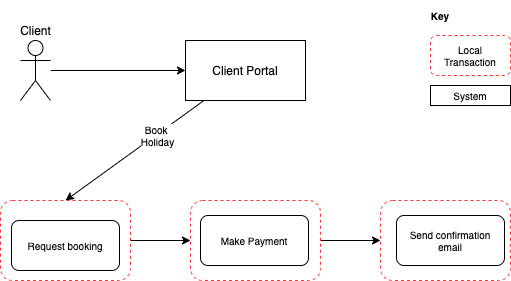 Client
Key
Client Portal
Local
Transaction
System
Book
Holiday
Request booking
Make Payment
Send confirmation
email